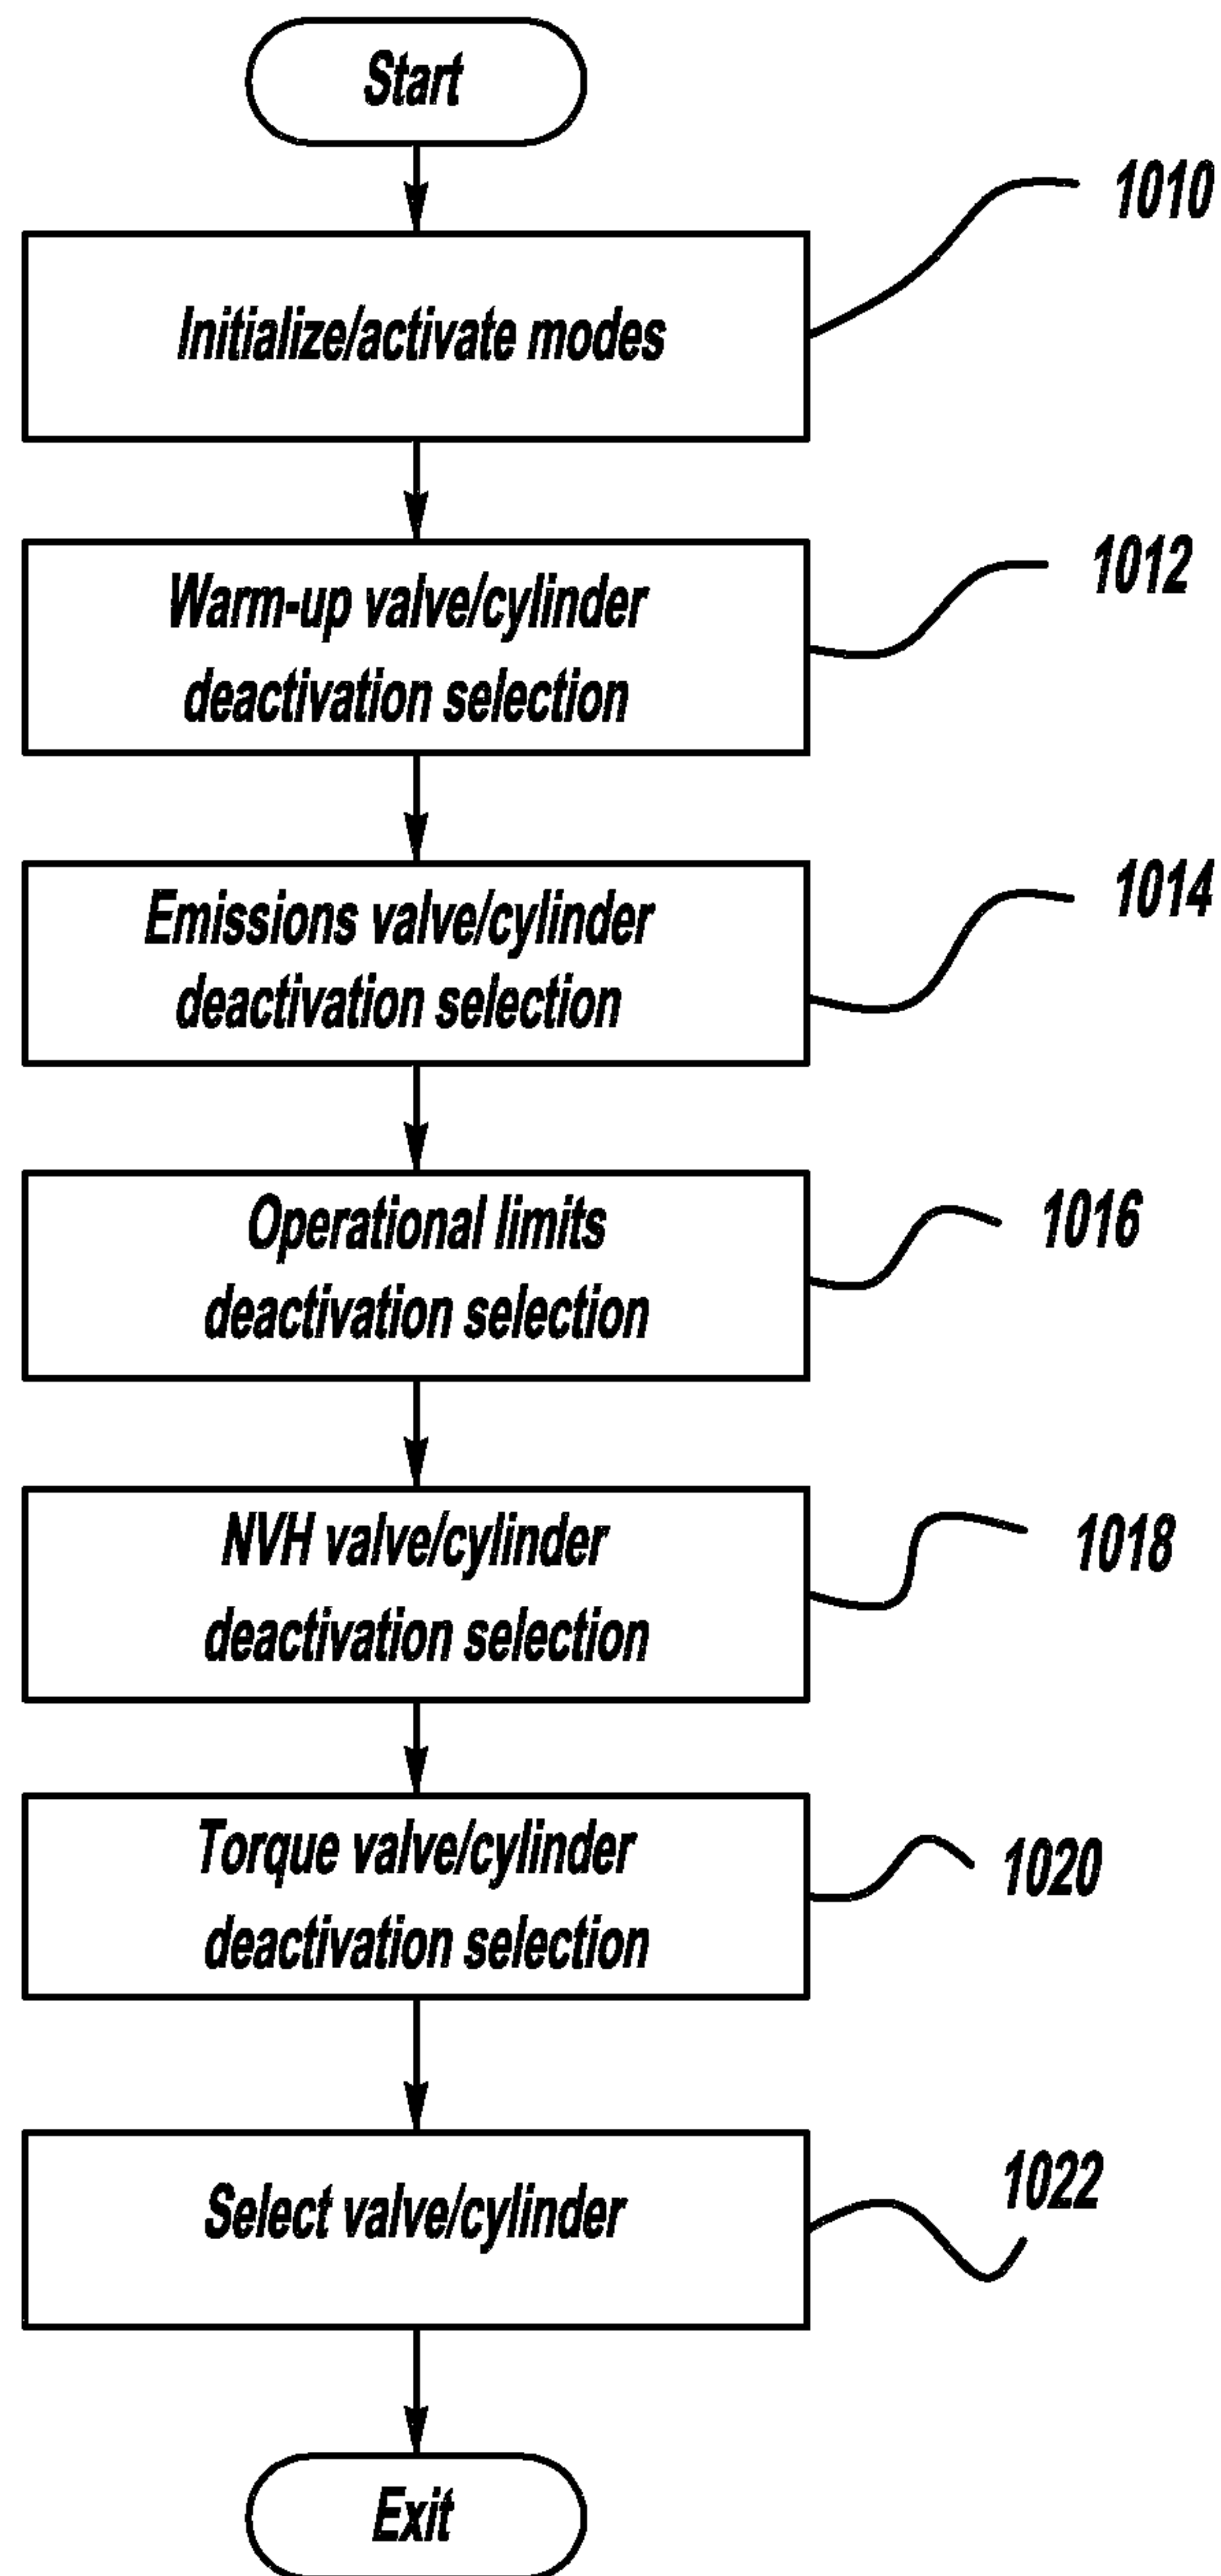 Start
1010
Initialize/activate modes
1012
Warm-up valve/cylinder
deactivation selection
1014
Emissions valve/cylinder
deactivation selection
1016
Operational limits
deactivation selection
1018
NVH valve/cylinder
deactivation selection
1020
Torque valve/cylinder
deactivation selection
1022
Select valve/cylinder
Exit